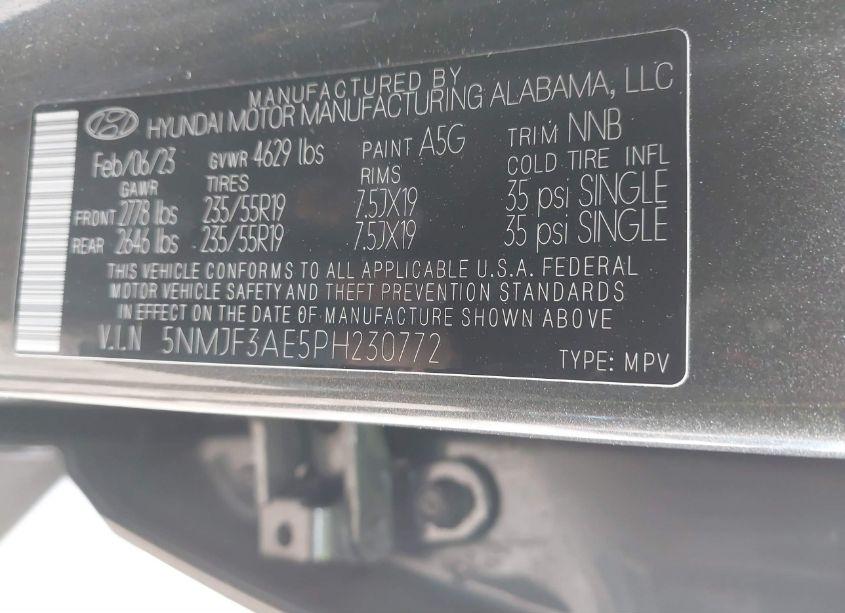 MANUFACTURED BY
HYUNDAI MOTOR MANUFACTURING ALABAMA, LLC
Feb/06/23 GVWR 4629 lbs PAINT A5G TRIM NNB
GAWR TIRES RIMS COLD TIRE INFL
FRONT 2778 lbs 235/55R19 7.5JX19 35 psi SINGLE
REAR 2646 lbs 235/55R19 7.5JX19 35 psi SINGLE
THIS VEHICLE CONFORMS TO ALL APPLICABLE U.S.A. FEDERAL
MOTOR VEHICLE SAFETY AND THEFT PREVENTION STANDARDS
IN EFFECT ON THE DATE OF MANUFACTURE SHOWN ABOVE
V.I.N 5NMJF3AE5PH230772 TYPE: MPV